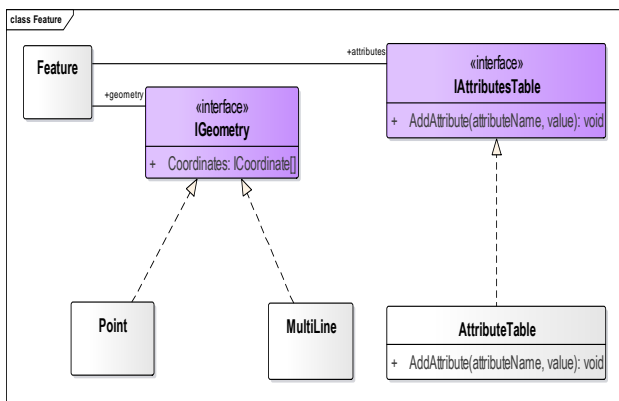 class Feature
Feature
+attributes
«interface»
IAttributesTable
+ AddAttribute(attributeName, value): void
+geometry
«interface»
IGeometry
+ Coordinates: ICoordinate[]
Point
MultiLine
AttributeTable
+ AddAttribute(attributeName, value): void